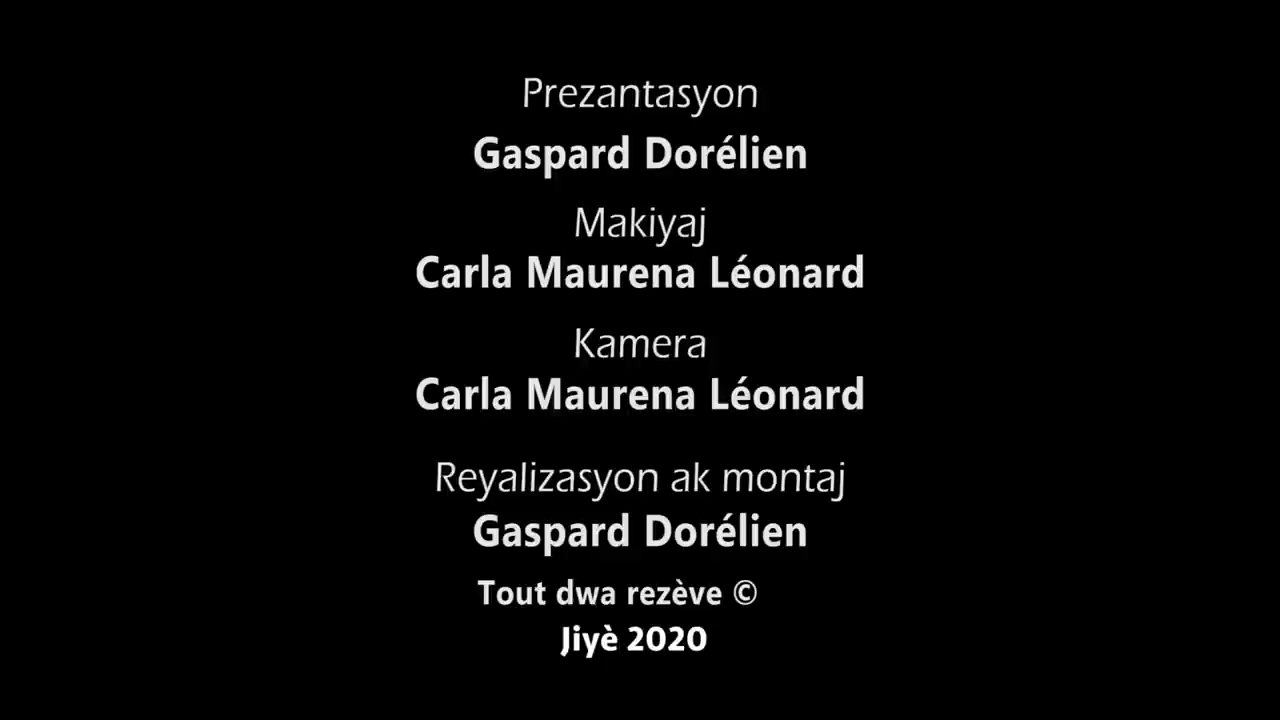 Prezantasyon
Gaspard Dorélien
Makiyaj
Carla Maurena Léonard
Kamera
Carla Maurena Léonard
Reyalizasyon ak montaj
Gaspard Dorélien
Tout dwa rezève ©
Jiyè 2020